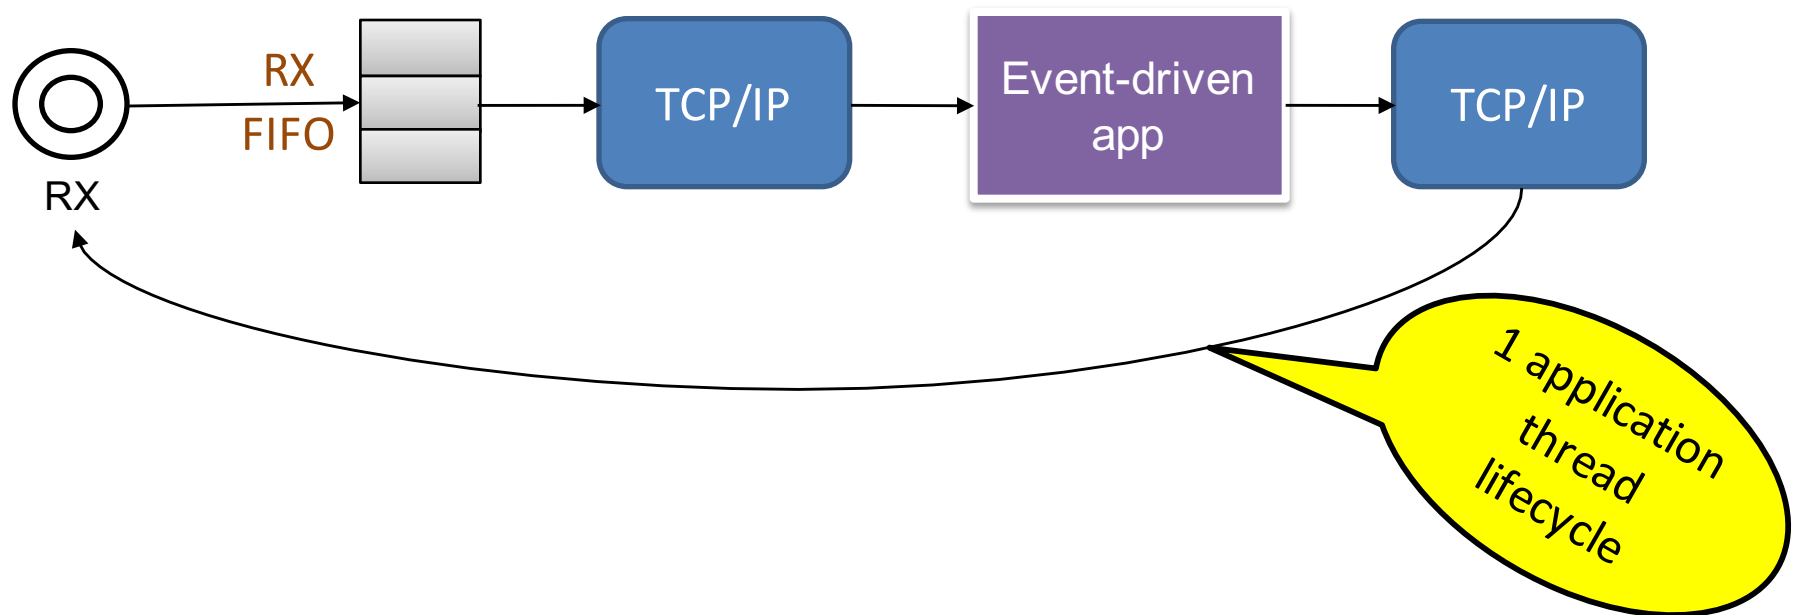 RX
FIFO
RX
TCP/IP
Event-driven
app
TCP/IP
1 application
thread
lifecycle